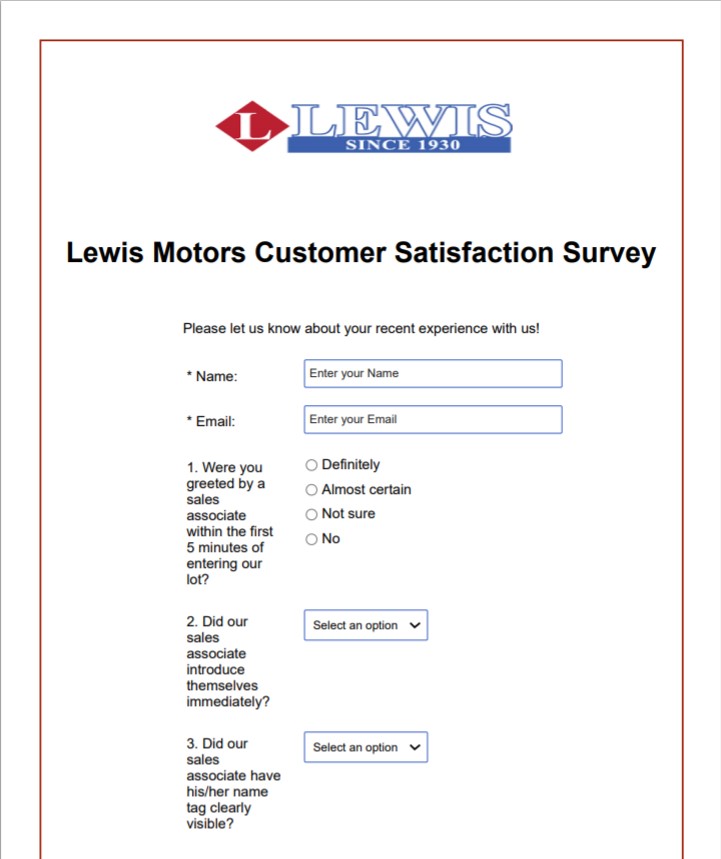 L LEWIS
SINCE 1930
Lewis Motors Customer Satisfaction Survey
Please let us know about your recent experience with us!
* Name:
Enter your Name
* Email:
Enter your Email
1. Were you
greeted by a
sales
associate
within the first
5 minutes of
entering our
lot?
Definitely
Almost certain
Not sure
No
2. Did our
sales
associate
introduce
themselves
immediately?
Select an option
3. Did our
sales
associate have
his/her name
tag clearly
visible?
Select an option